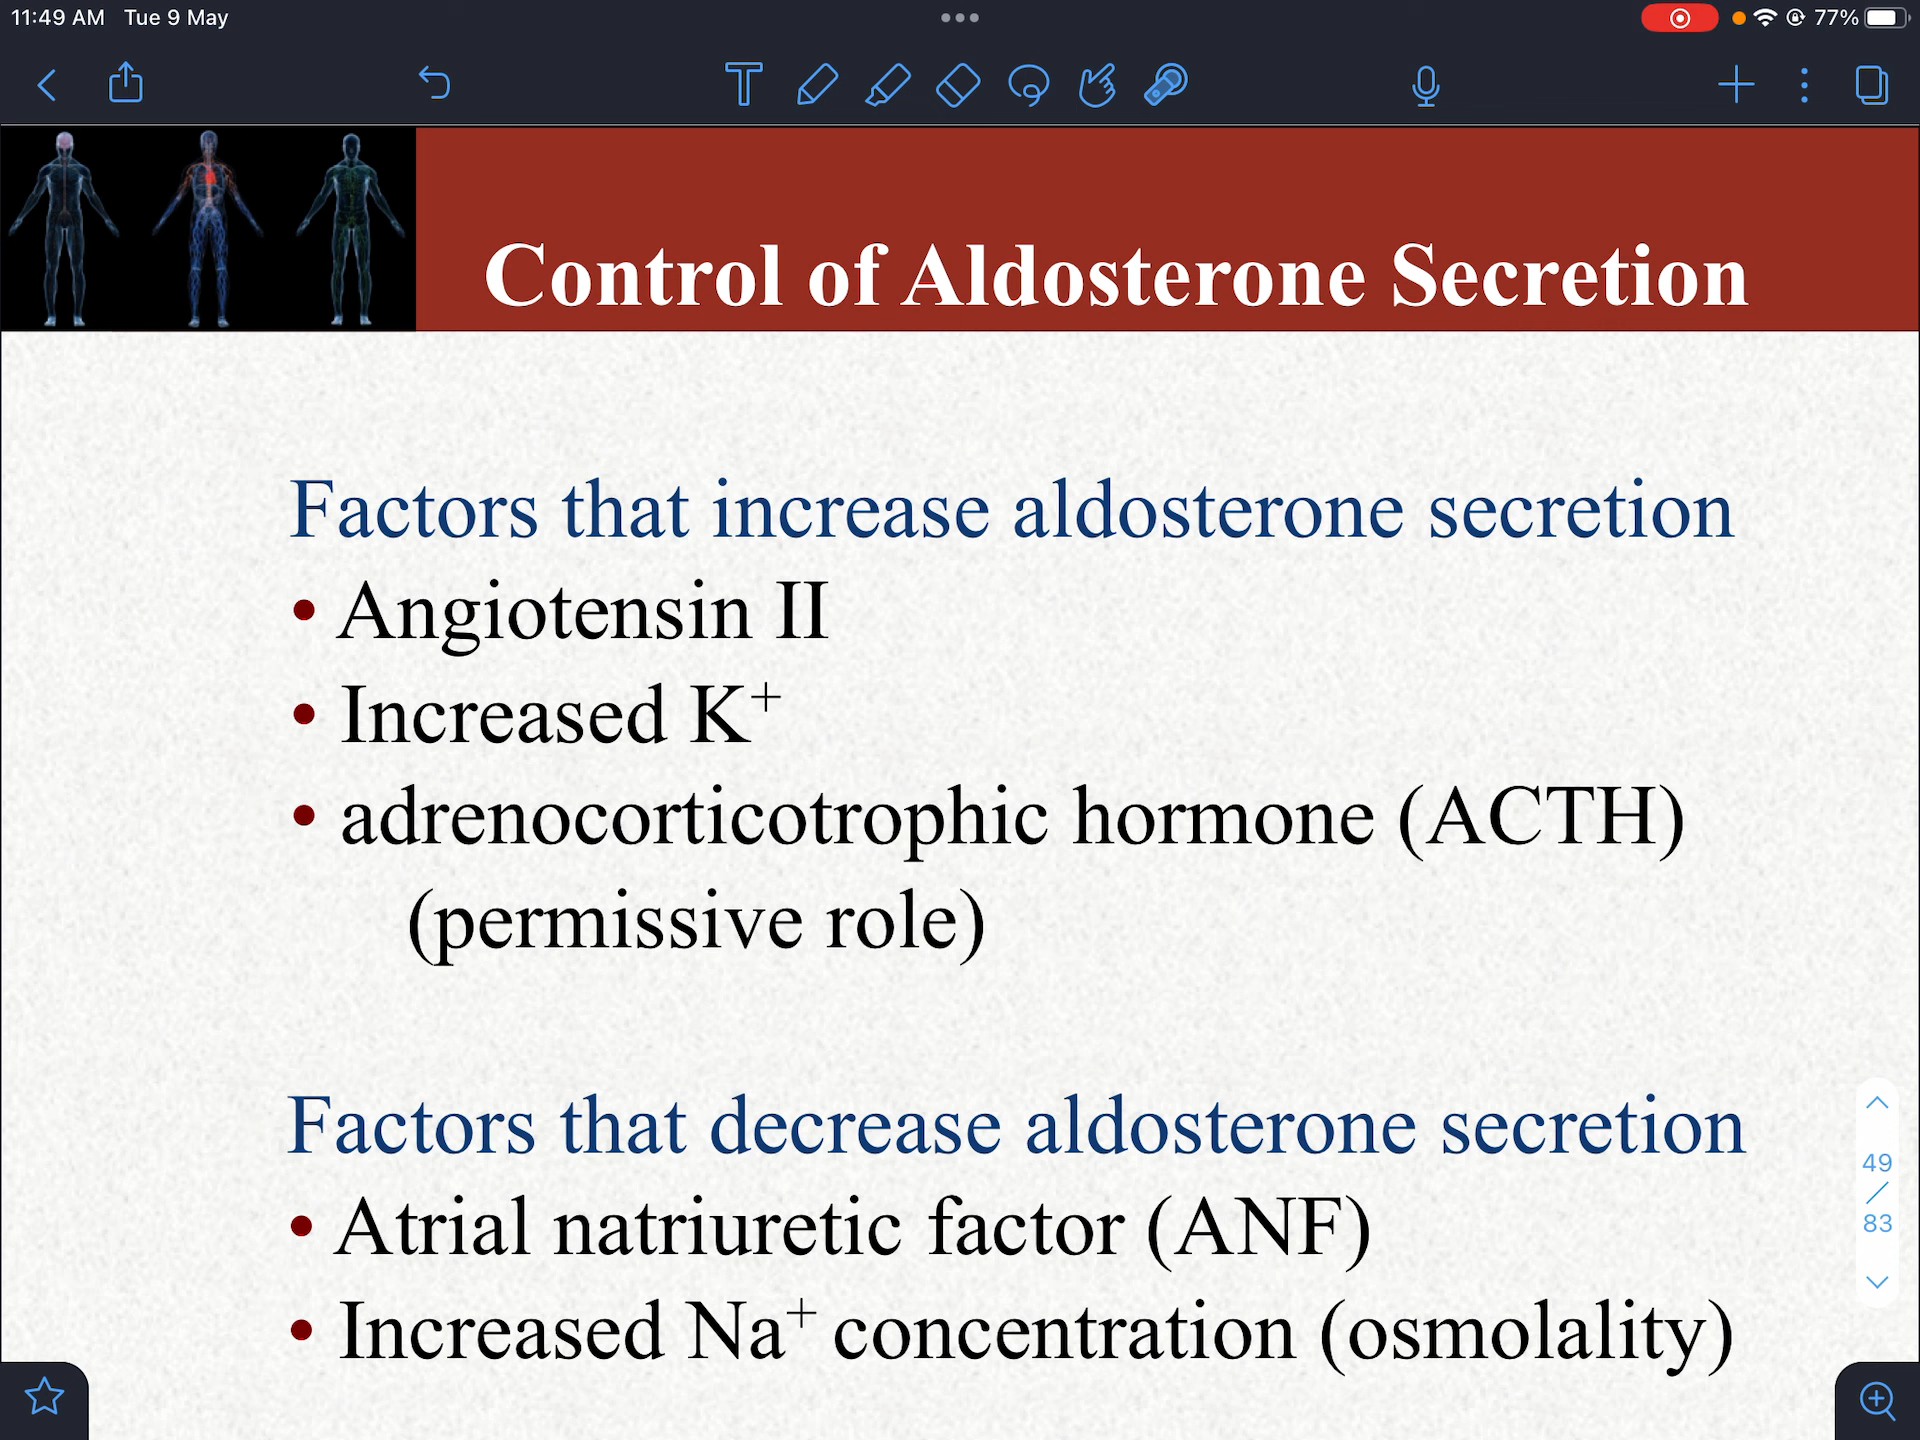 11:49 AM Tue 9 May
77%
Control of Aldosterone Secretion
Factors that increase aldosterone secretion
• Angiotensin II
• Increased K⁺
• adrenocorticotrophic hormone (ACTH)
(permissive role)
Factors that decrease aldosterone secretion
• Atrial natriuretic factor (ANF)
• Increased Na⁺ concentration (osmolality)
49
/
83